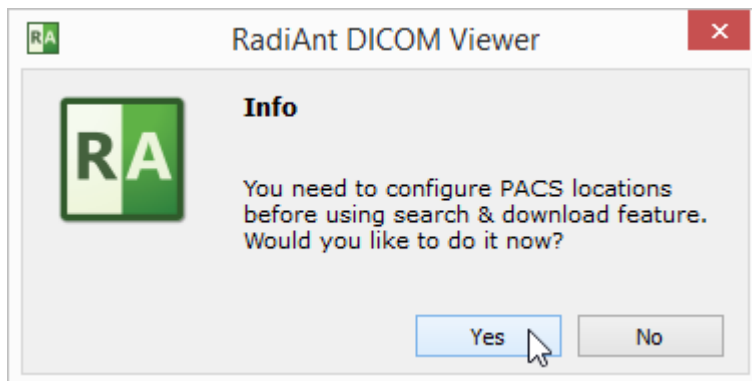 RA
RadiAnt DICOM Viewer
RA
Info
You need to configure PACS locations
before using search & download feature.
Would you like to do it now?
Yes
No